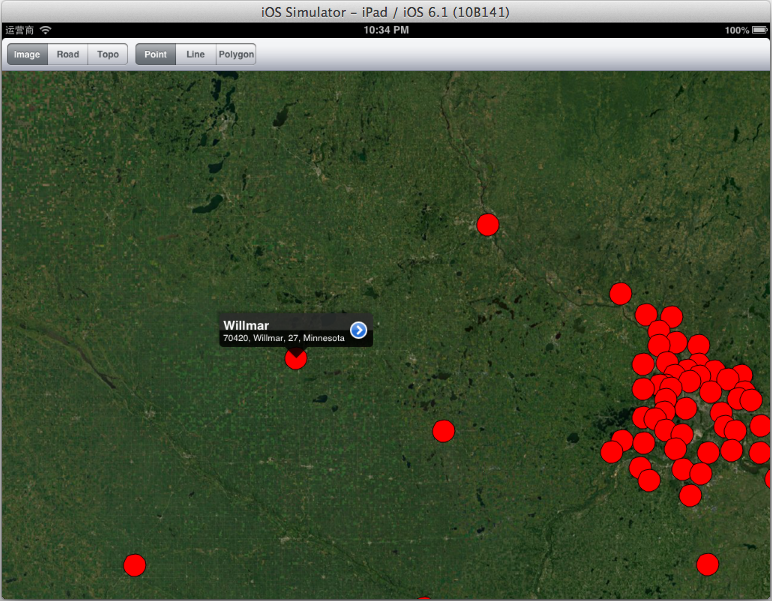 iOS Simulator – iPad / iOS 6.1 (10B141)
运营商 10:34 PM 100%
Image Road Topo Point Line Polygon
Willmar
70420, Willmar, 27, Minnesota